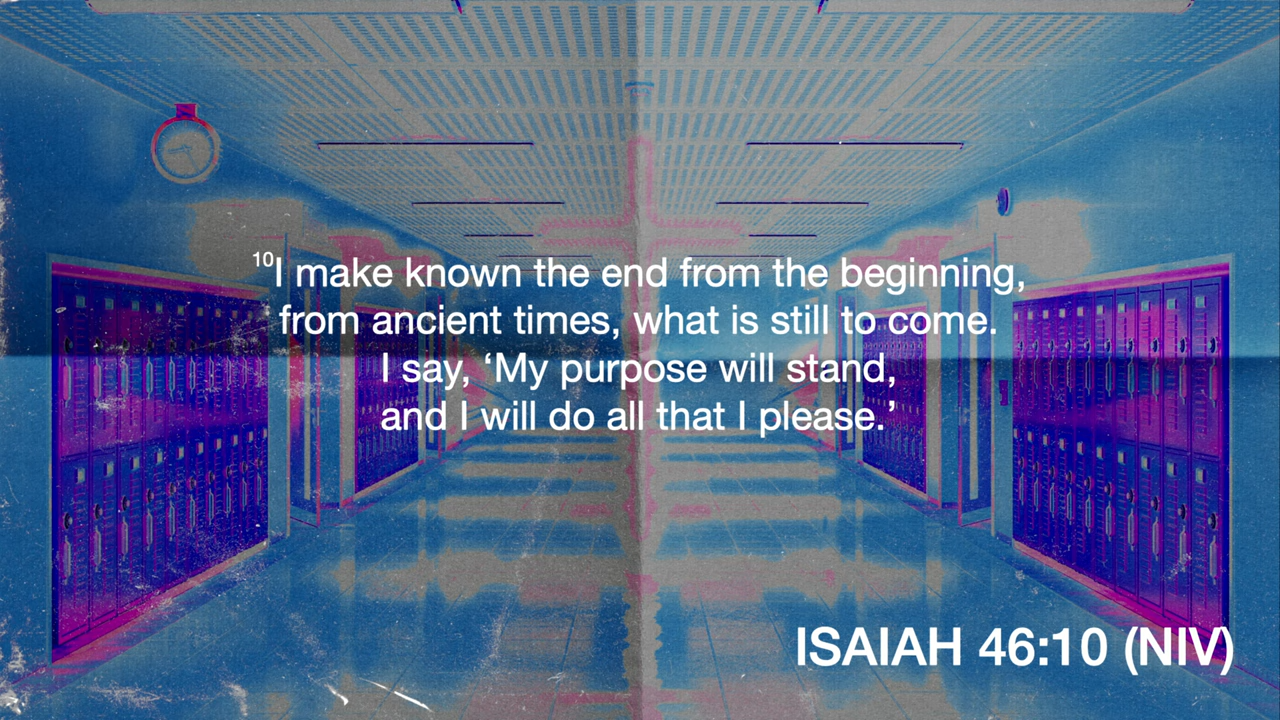 ¹⁰I make known the end from the beginning,
from ancient times, what is still to come.
I say, ‘My purpose will stand,
and I will do all that I please.’
ISAIAH 46:10 (NIV)